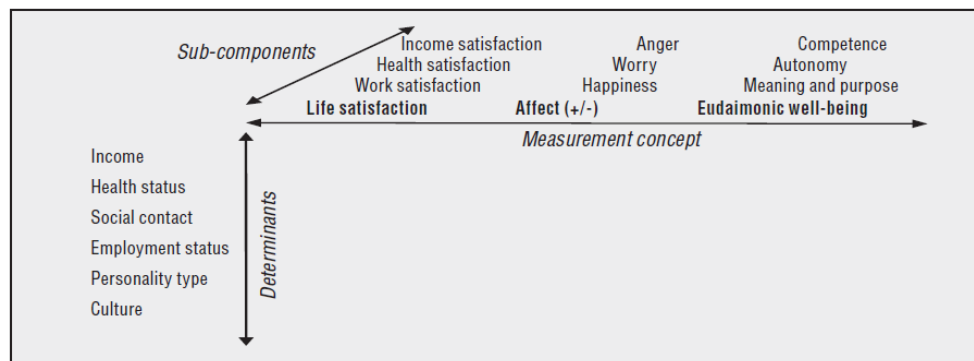 Sub-components
Income satisfaction Anger Competence
Health satisfaction Worry Autonomy
Work satisfaction Happiness Meaning and purpose
Life satisfaction Affect (+/-) Eudaimonic well-being
Measurement concept
Income
Health status
Social contact
Employment status
Personality type
Culture
Determinants